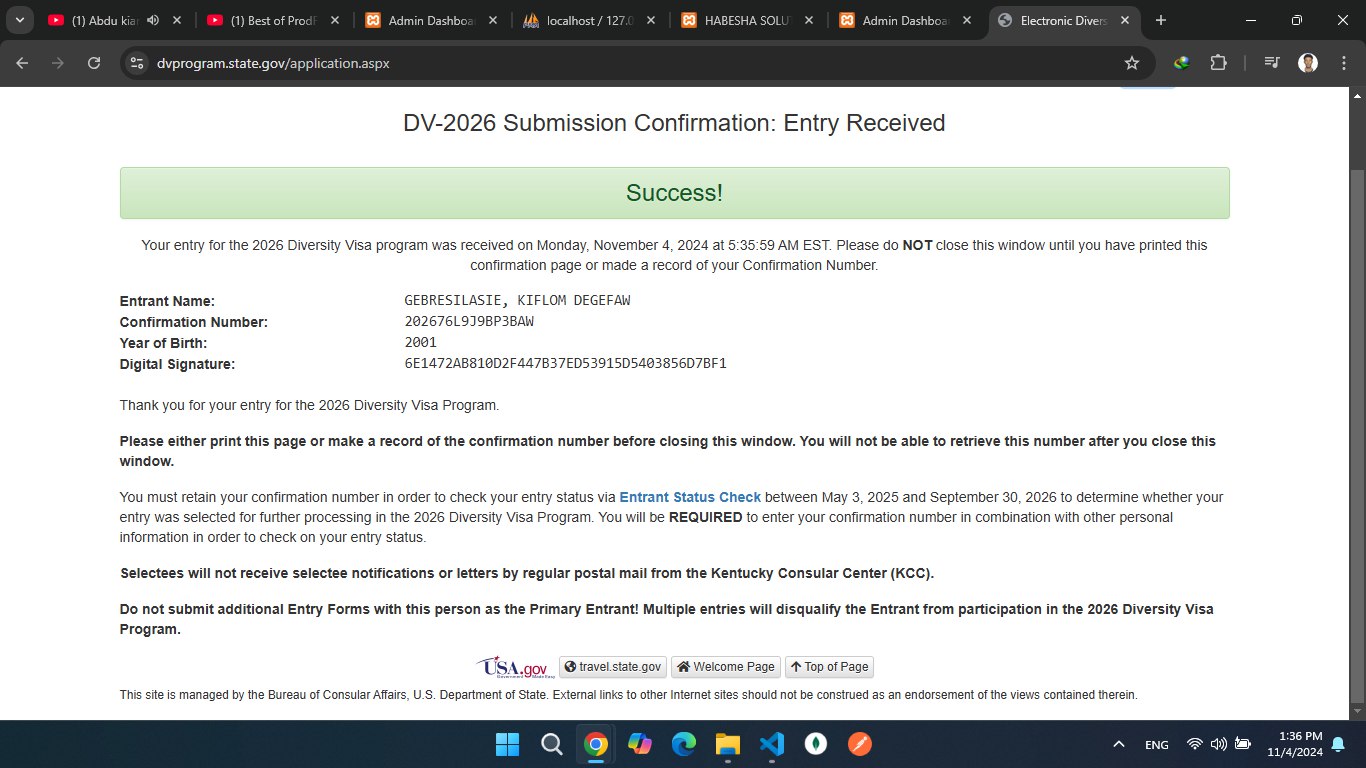 (1) Abdu kiar
(1) Best of ProdF
Admin Dashboar
localhost / 127.0
HABESHA SOLUT
Admin Dashboar
Electronic Divers
dvprogram.state.gov/application.aspx
DV-2026 Submission Confirmation: Entry Received
Success!
Your entry for the 2026 Diversity Visa program was received on Monday, November 4, 2024 at 5:35:59 AM EST. Please do NOT close this window until you have printed this
confirmation page or made a record of your Confirmation Number.
Entrant Name: GEBRESILASIE, KIFLOM DEGEFAW
Confirmation Number: 202676L9J9BP3BAW
Year of Birth: 2001
Digital Signature: 6E1472AB810D2F447B37ED53915D5403856D7BF1
Thank you for your entry for the 2026 Diversity Visa Program.
Please either print this page or make a record of the confirmation number before closing this window. You will not be able to retrieve this number after you close this
window.
You must retain your confirmation number in order to check your entry status via Entrant Status Check between May 3, 2025 and September 30, 2026 to determine whether your
entry was selected for further processing in the 2026 Diversity Visa Program. You will be REQUIRED to enter your confirmation number in combination with other personal
information in order to check on your entry status.
Selectees will not receive selectee notifications or letters by regular postal mail from the Kentucky Consular Center (KCC).
Do not submit additional Entry Forms with this person as the Primary Entrant! Multiple entries will disqualify the Entrant from participation in the 2026 Diversity Visa
Program.
USA.gov Government Made Easy travel.state.gov Welcome Page Top of Page
This site is managed by the Bureau of Consular Affairs, U.S. Department of State. External links to other Internet sites should not be construed as an endorsement of the views contained therein.
ENG
1:36 PM
11/4/2024